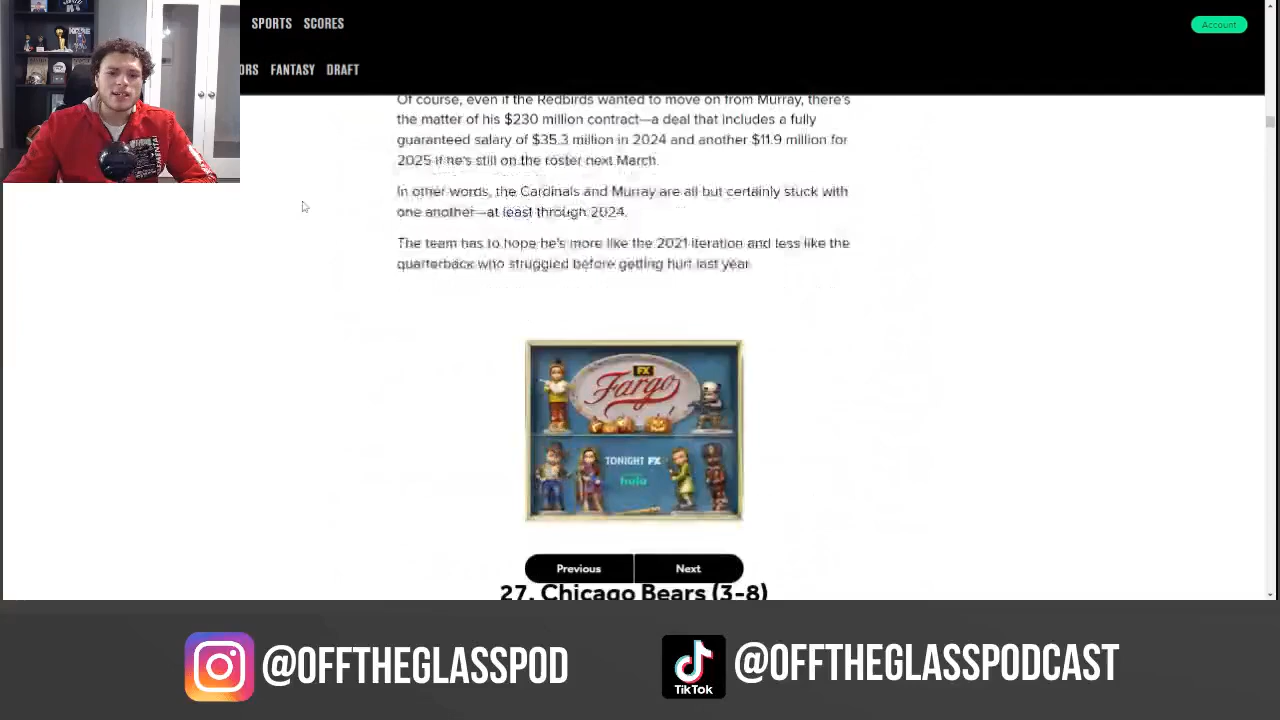 SPORTS SCORES
Account
ORS FANTASY DRAFT
Of course, even if the Redbirds wanted to move on from Murray, there's
the matter of his $230 million contract—a deal that includes a fully
guaranteed salary of $35.3 million in 2024 and another $11.9 million for
2025 if he's still on the roster next March.
In other words, the Cardinals and Murray are all but certainly stuck with
one another—at least through 2024.
The team has to hope he's more like the 2021 iteration and less like the
quarterback who struggled before getting hurt last year
FX
Fargo
TONIGHT FX
hulu
Previous Next
27. Chicago Bears (3-8)
@OFFTHEGLASSPOD
TikTok
@OFFTHEGLASSPODCAST